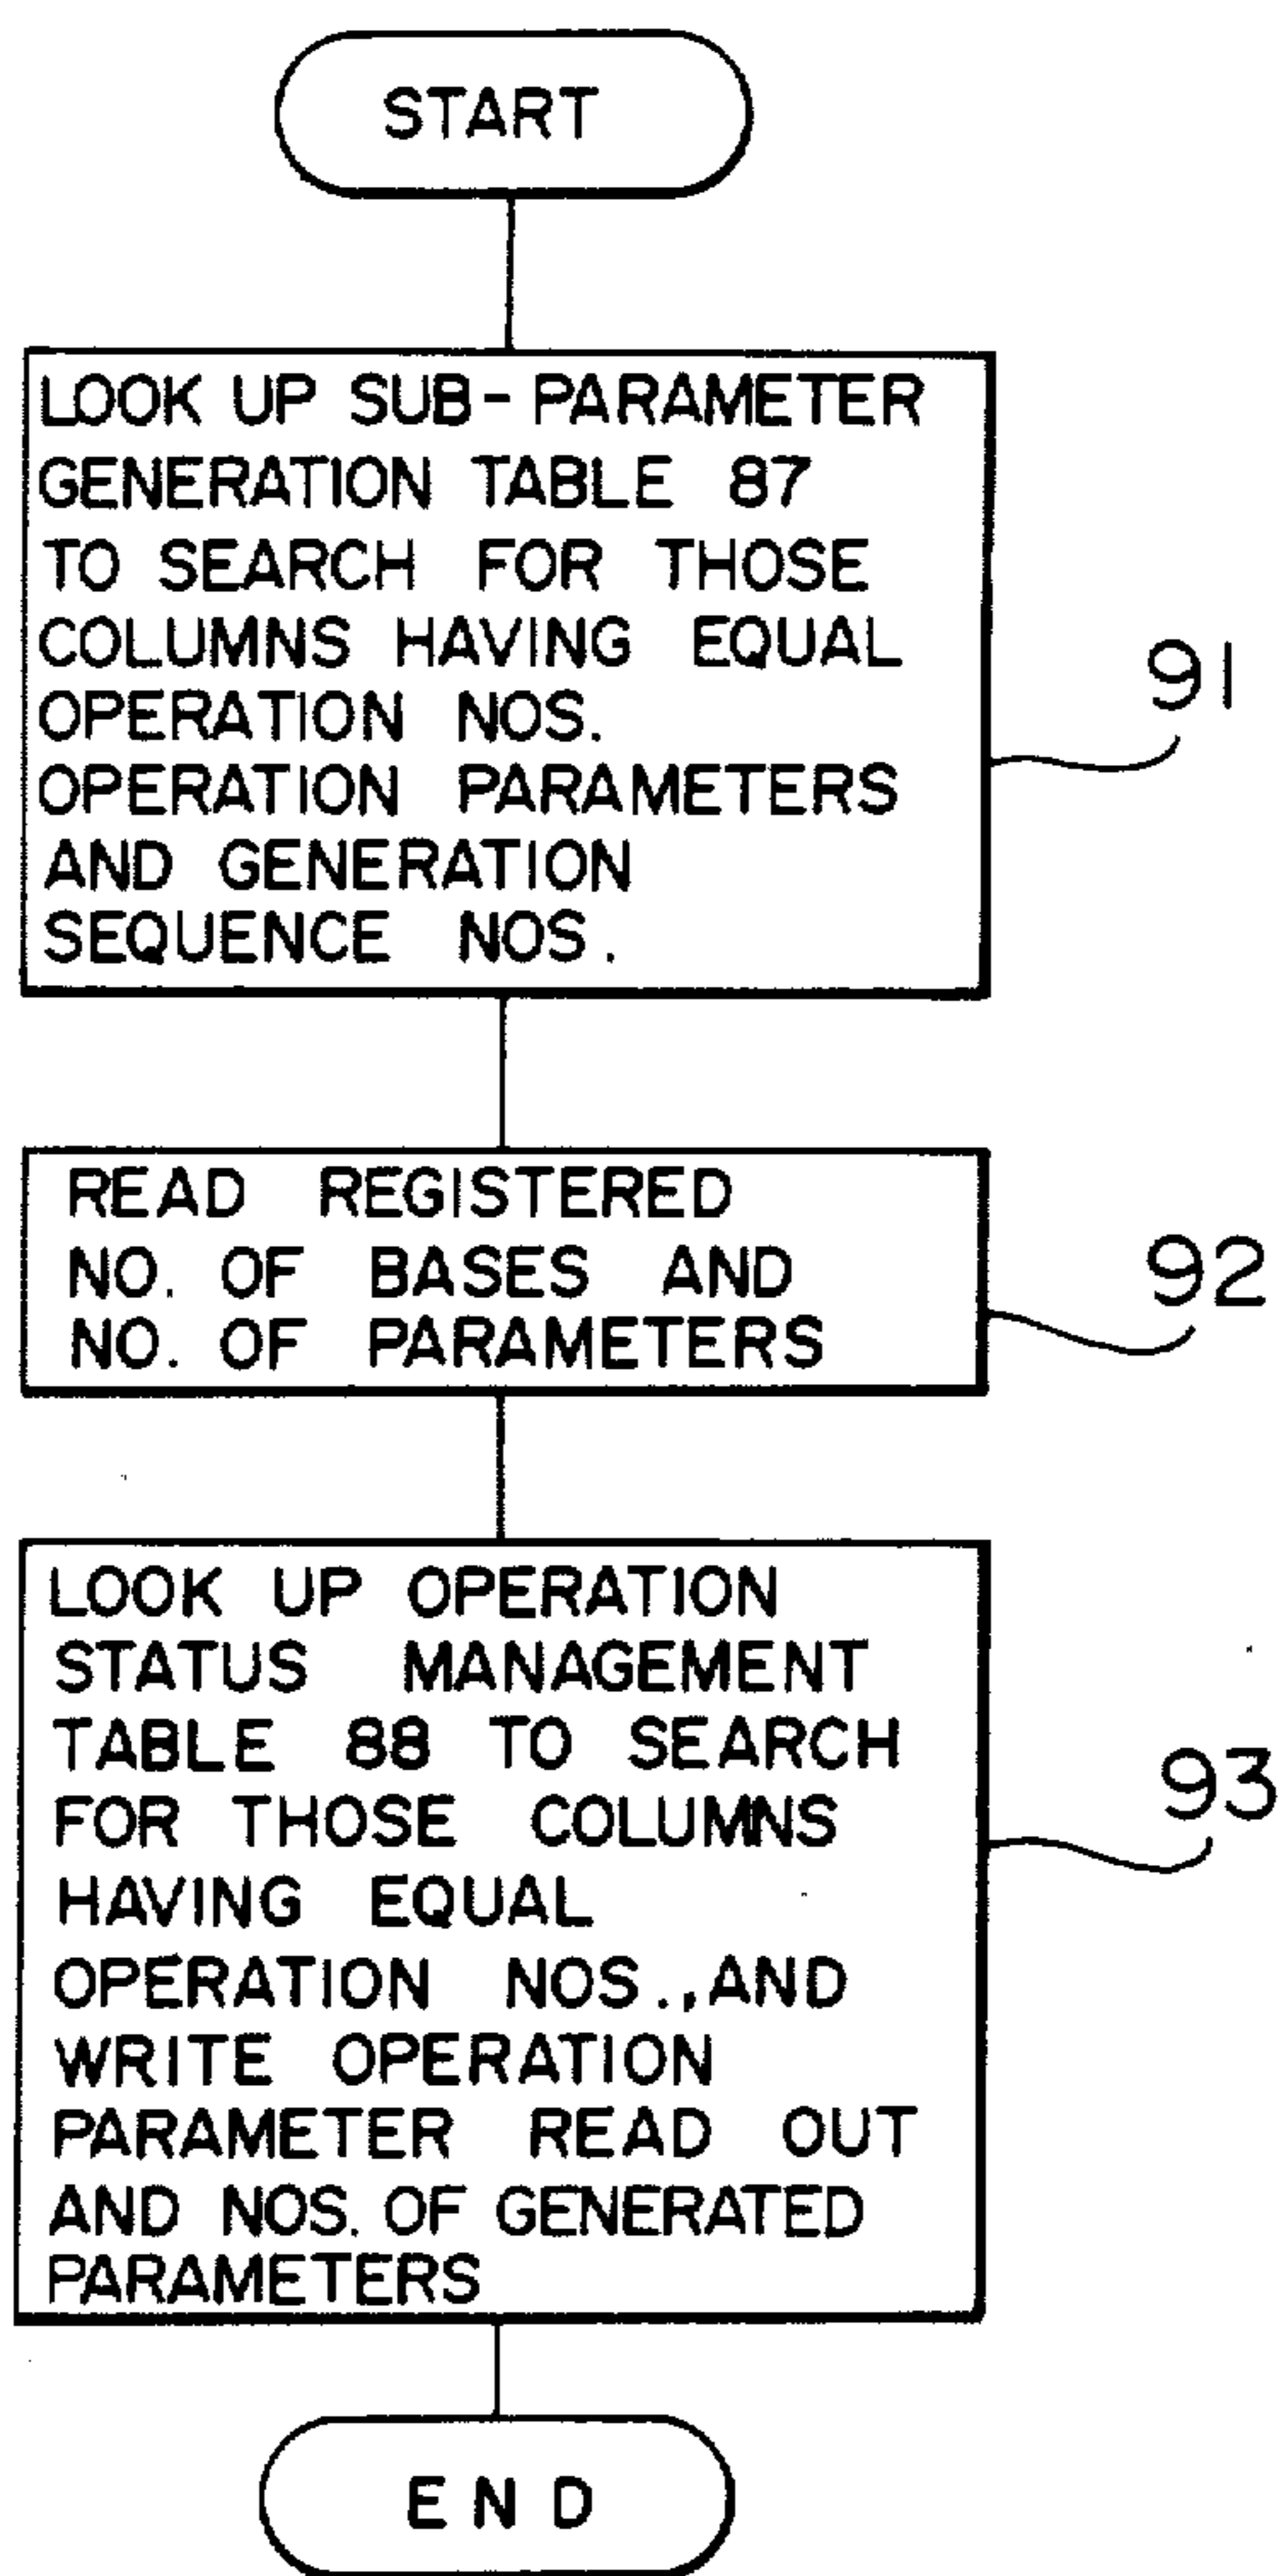 START
LOOK UP SUB-PARAMETER
GENERATION TABLE 87
TO SEARCH FOR THOSE
COLUMNS HAVING EQUAL
OPERATION NOS.
OPERATION PARAMETERS
AND GENERATION
SEQUENCE NOS.
91
READ REGISTERED
NO. OF BASES AND
NO. OF PARAMETERS
92
LOOK UP OPERATION
STATUS MANAGEMENT
TABLE 88 TO SEARCH
FOR THOSE COLUMNS
HAVING EQUAL
OPERATION NOS., AND
WRITE OPERATION
PARAMETER READ OUT
AND NOS. OF GENERATED
PARAMETERS
93
END